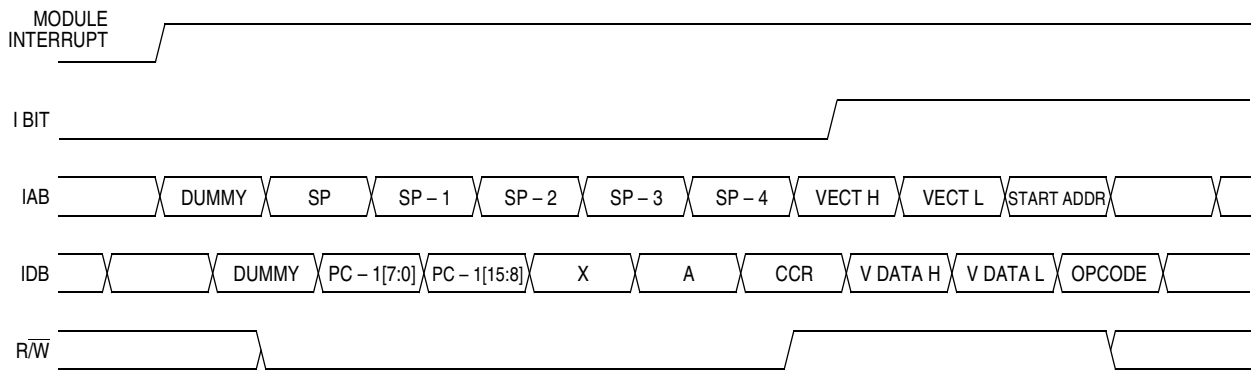 MODULE
INTERRUPT
I BIT
IAB DUMMY SP SP – 1 SP – 2 SP – 3 SP – 4 VECT H VECT L START ADDR
IDB DUMMY PC – 1[7:0] PC – 1[15:8] X A CCR V DATA H V DATA L OPCODE
R/W̅